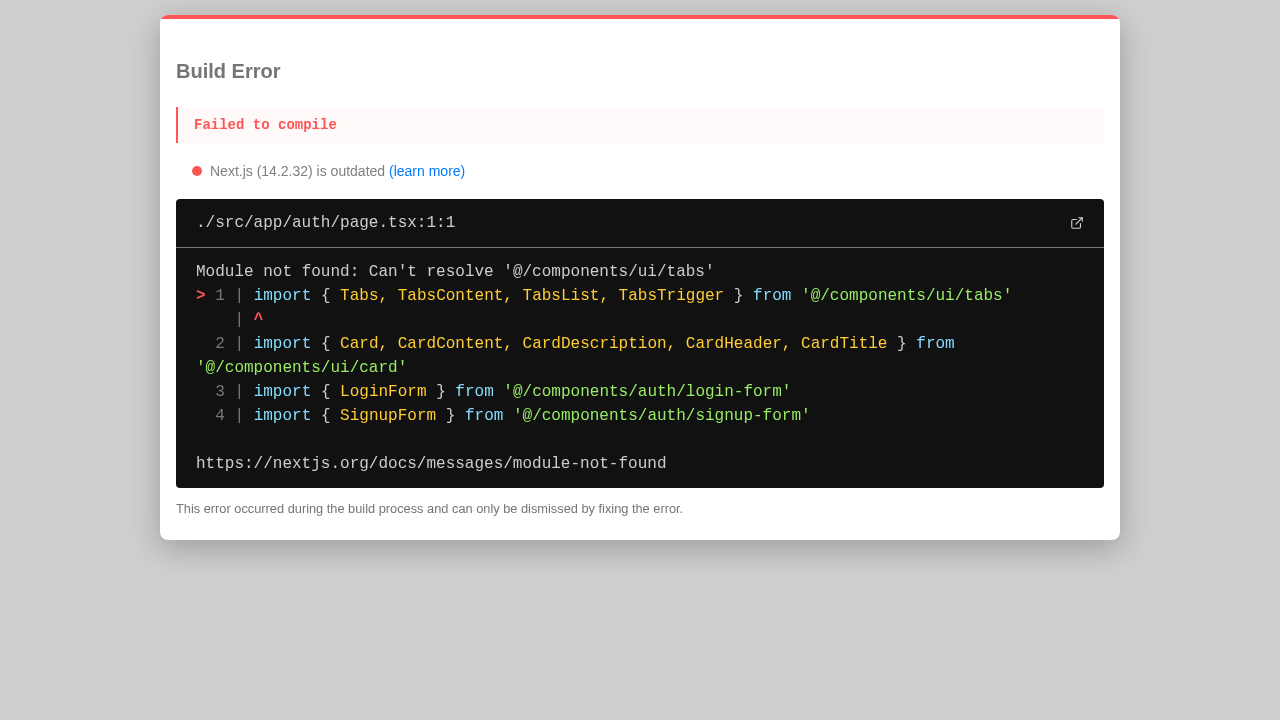 Build Error
Failed to compile
Next.js (14.2.32) is outdated (learn more)
./src/app/auth/page.tsx:1:1
Module not found: Can't resolve '@/components/ui/tabs'
> 1 | import { Tabs, TabsContent, TabsList, TabsTrigger } from '@/components/ui/tabs'
    | ^
  2 | import { Card, CardContent, CardDescription, CardHeader, CardTitle } from
'@/components/ui/card'
  3 | import { LoginForm } from '@/components/auth/login-form'
  4 | import { SignupForm } from '@/components/auth/signup-form'
https://nextjs.org/docs/messages/module-not-found
This error occurred during the build process and can only be dismissed by fixing the error.